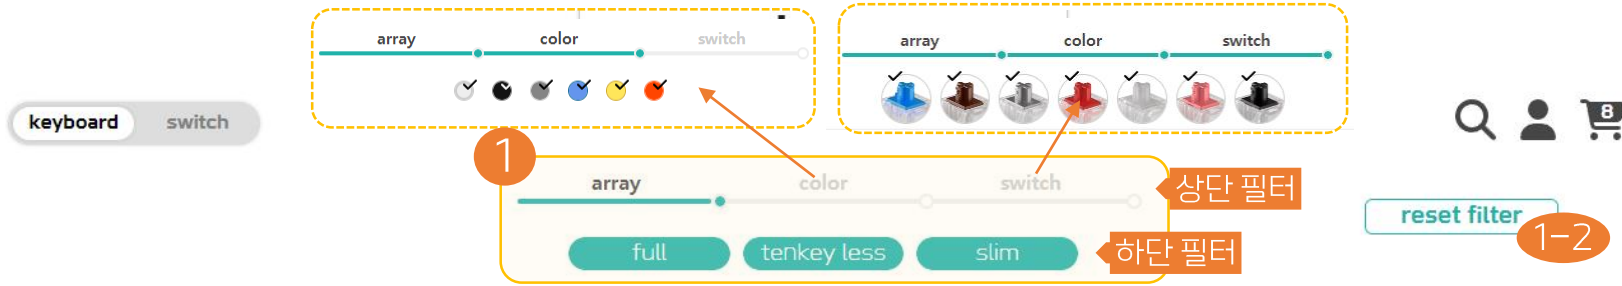 array color switch
array color switch
keyboard switch
8
1
array color switch
상단 필터
reset filter
1-2
full tenkey less slim
하단 필터